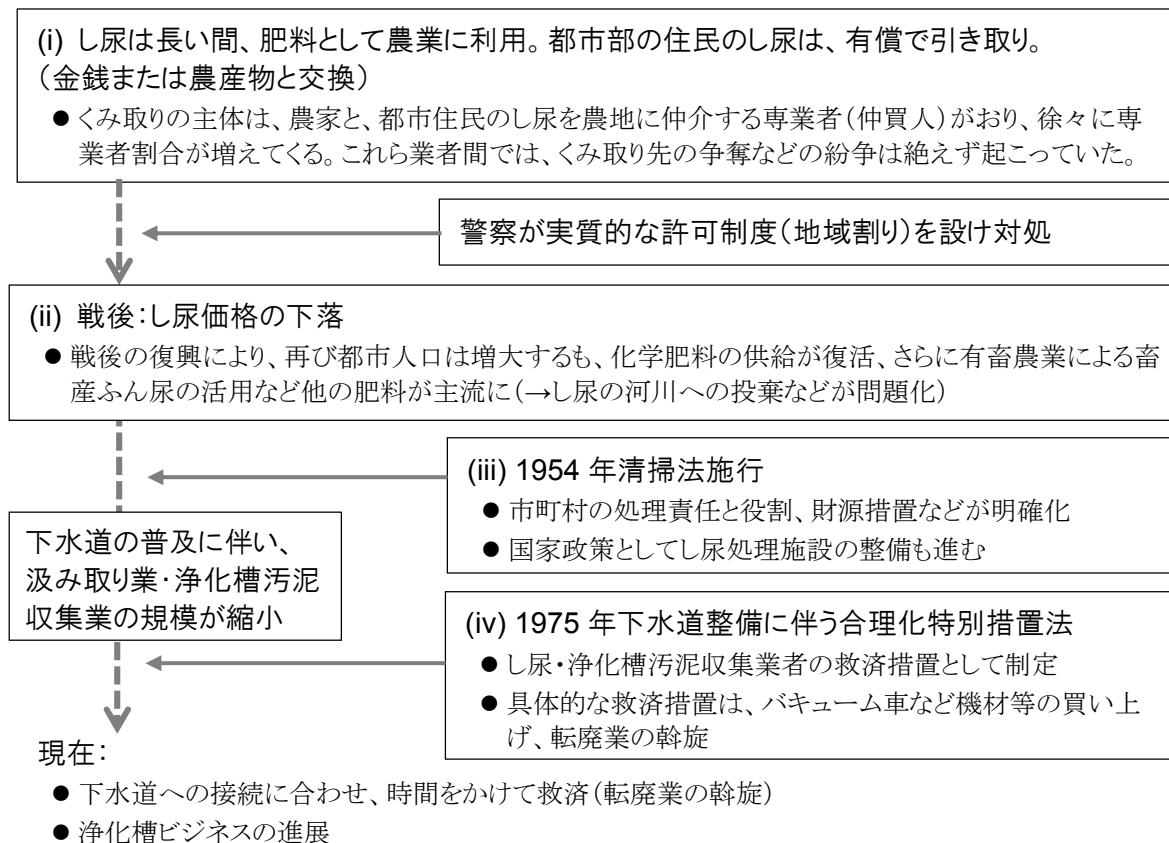 (i) し尿は長い間、肥料として農業に利用。都市部の住民のし尿は、有償で引き取り。
（金銭または農産物と交換）
● くみ取りの主体は、農家と、都市住民のし尿を農地に仲介する専業者（仲買人）がおり、徐々に専
業者割合が増えてくる。これら業者間では、くみ取り先の争奪などの紛争は絶えず起こっていた。
警察が実質的な許可制度（地域割り）を設け対処
(ii) 戦後：し尿価格の下落
● 戦後の復興により、再び都市人口は増大するも、化学肥料の供給が復活、さらに有畜農業による畜
産ふん尿の活用など他の肥料が主流に（→し尿の河川への投棄などが問題化）
(iii) 1954 年清掃法施行
● 市町村の処理責任と役割、財源措置などが明確化
● 国家政策としてし尿処理施設の整備も進む
下水道の普及に伴い、
汲み取り業・浄化槽汚泥
収集業の規模が縮小
(iv) 1975 年下水道整備に伴う合理化特別措置法
● し尿・浄化槽汚泥収集業者の救済措置として制定
● 具体的な救済措置は、バキューム車など機材等の買い上
げ、転廃業の斡旋
現在：
● 下水道への接続に合わせ、時間をかけて救済（転廃業の斡旋）
● 浄化槽ビジネスの進展